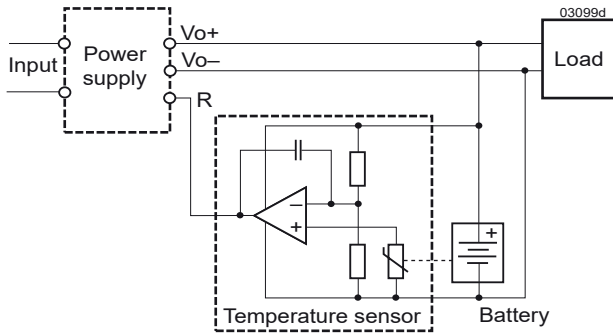 03099d
Vo+
Power supply
Input
Vo–
Load
R
–
+
+
Temperature sensor
Battery